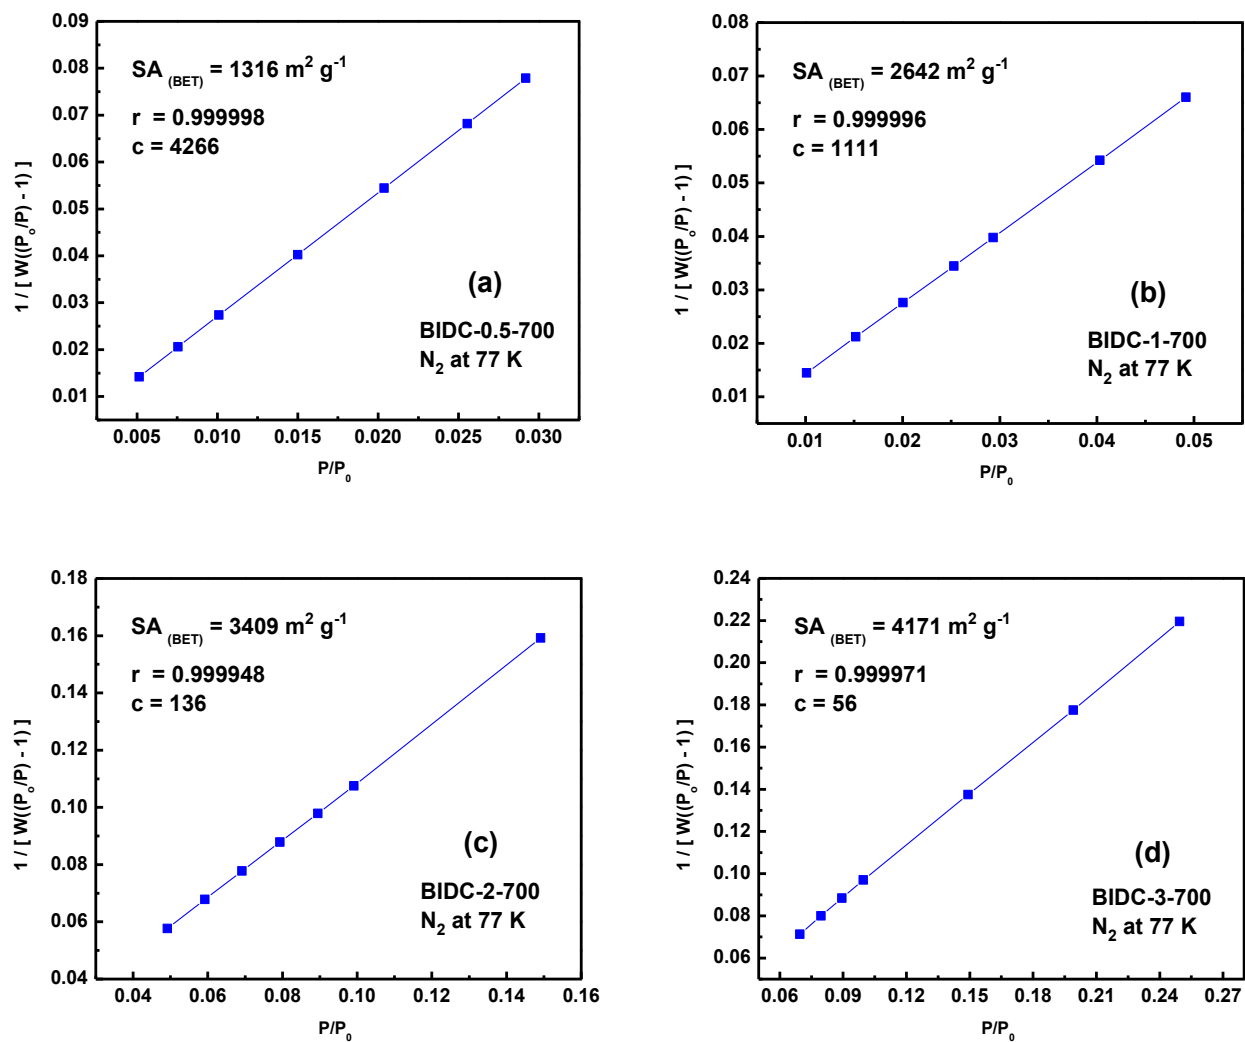 0.09
0.08
0.07
0.06
0.05
0.04
0.03
0.02
0.01
1 / [ W((Po/P) - 1) ]
SA (BET) = 1316 m2 g-1
r = 0.999998
c = 4266
(a)
BIDC-0.5-700
N2 at 77 K
0.005 0.010 0.015 0.020 0.025 0.030
P/P0
0.08
0.07
0.06
0.05
0.04
0.03
0.02
0.01
1 / [ W((Po/P) - 1) ]
SA (BET) = 2642 m2 g-1
r = 0.999996
c = 1111
(b)
BIDC-1-700
N2 at 77 K
0.01 0.02 0.03 0.04 0.05
P/P0
0.18
0.16
0.14
0.12
0.10
0.08
0.06
0.04
1 / [ W((Po/P) - 1) ]
SA (BET) = 3409 m2 g-1
r = 0.999948
c = 136
(c)
BIDC-2-700
N2 at 77 K
0.04 0.06 0.08 0.10 0.12 0.14 0.16
P/P0
0.24
0.22
0.20
0.18
0.16
0.14
0.12
0.10
0.08
0.06
1 / [ W((Po/P) - 1) ]
SA (BET) = 4171 m2 g-1
r = 0.999971
c = 56
(d)
BIDC-3-700
N2 at 77 K
0.06 0.09 0.12 0.15 0.18 0.21 0.24 0.27
P/P0